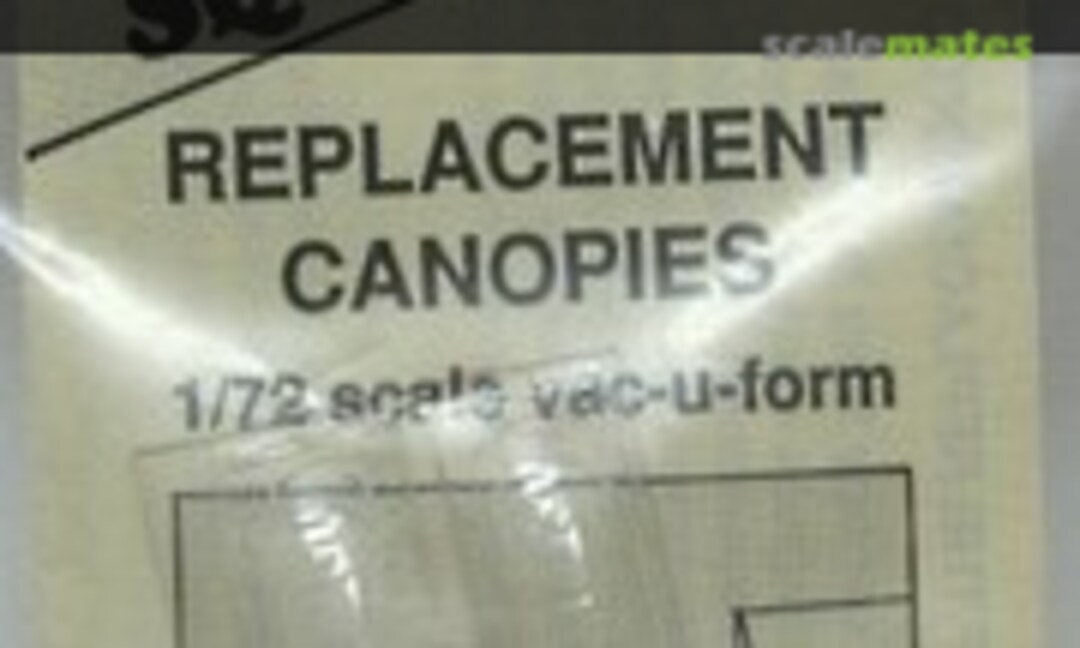 scalemates
REPLACEMENT
CANOPIES
1/72 scale vac-u-form